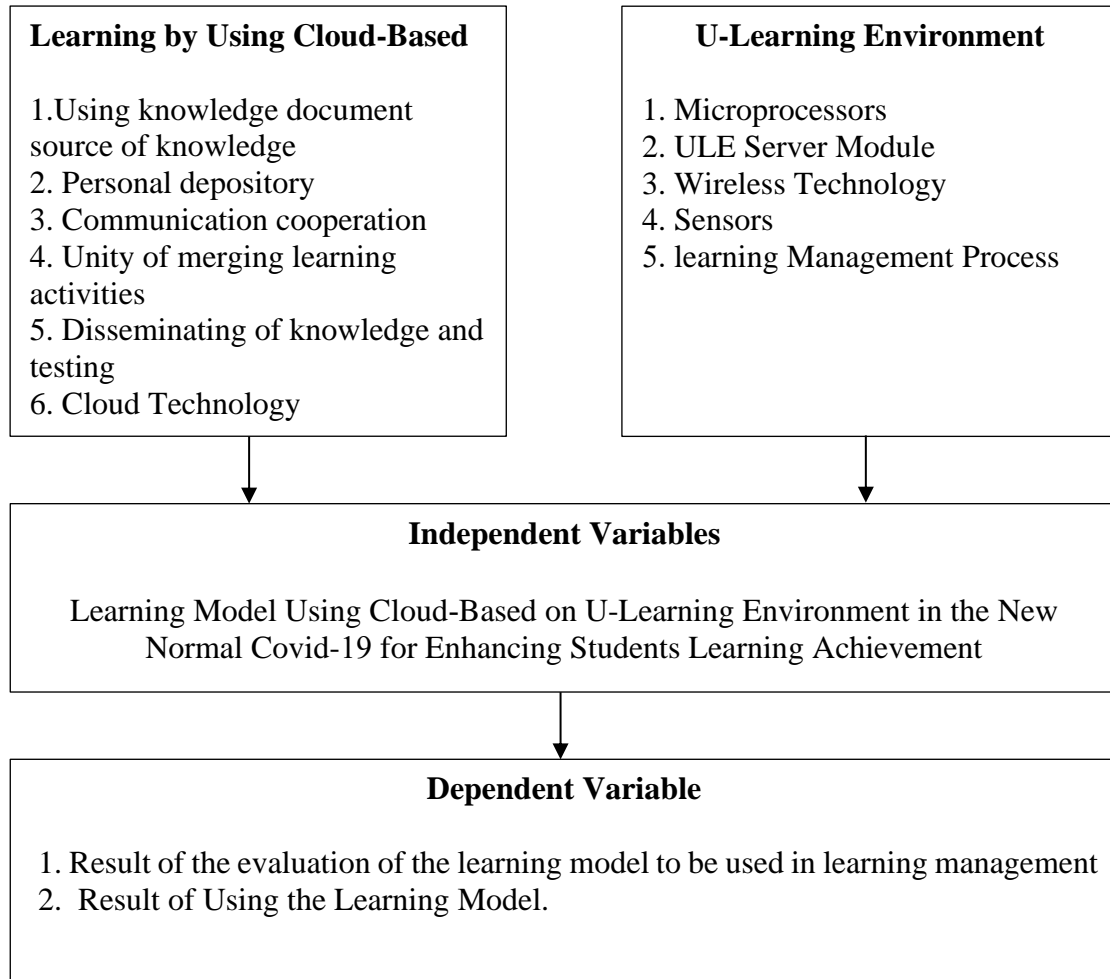 Learning by Using Cloud-Based
1.Using knowledge document
source of knowledge
2. Personal depository
3. Communication cooperation
4. Unity of merging learning
activities
5. Disseminating of knowledge and
testing
6. Cloud Technology
U-Learning Environment
1. Microprocessors
2. ULE Server Module
3. Wireless Technology
4. Sensors
5. learning Management Process
Independent Variables
Learning Model Using Cloud-Based on U-Learning Environment in the New
Normal Covid-19 for Enhancing Students Learning Achievement
Dependent Variable
1. Result of the evaluation of the learning model to be used in learning management
2. Result of Using the Learning Model.